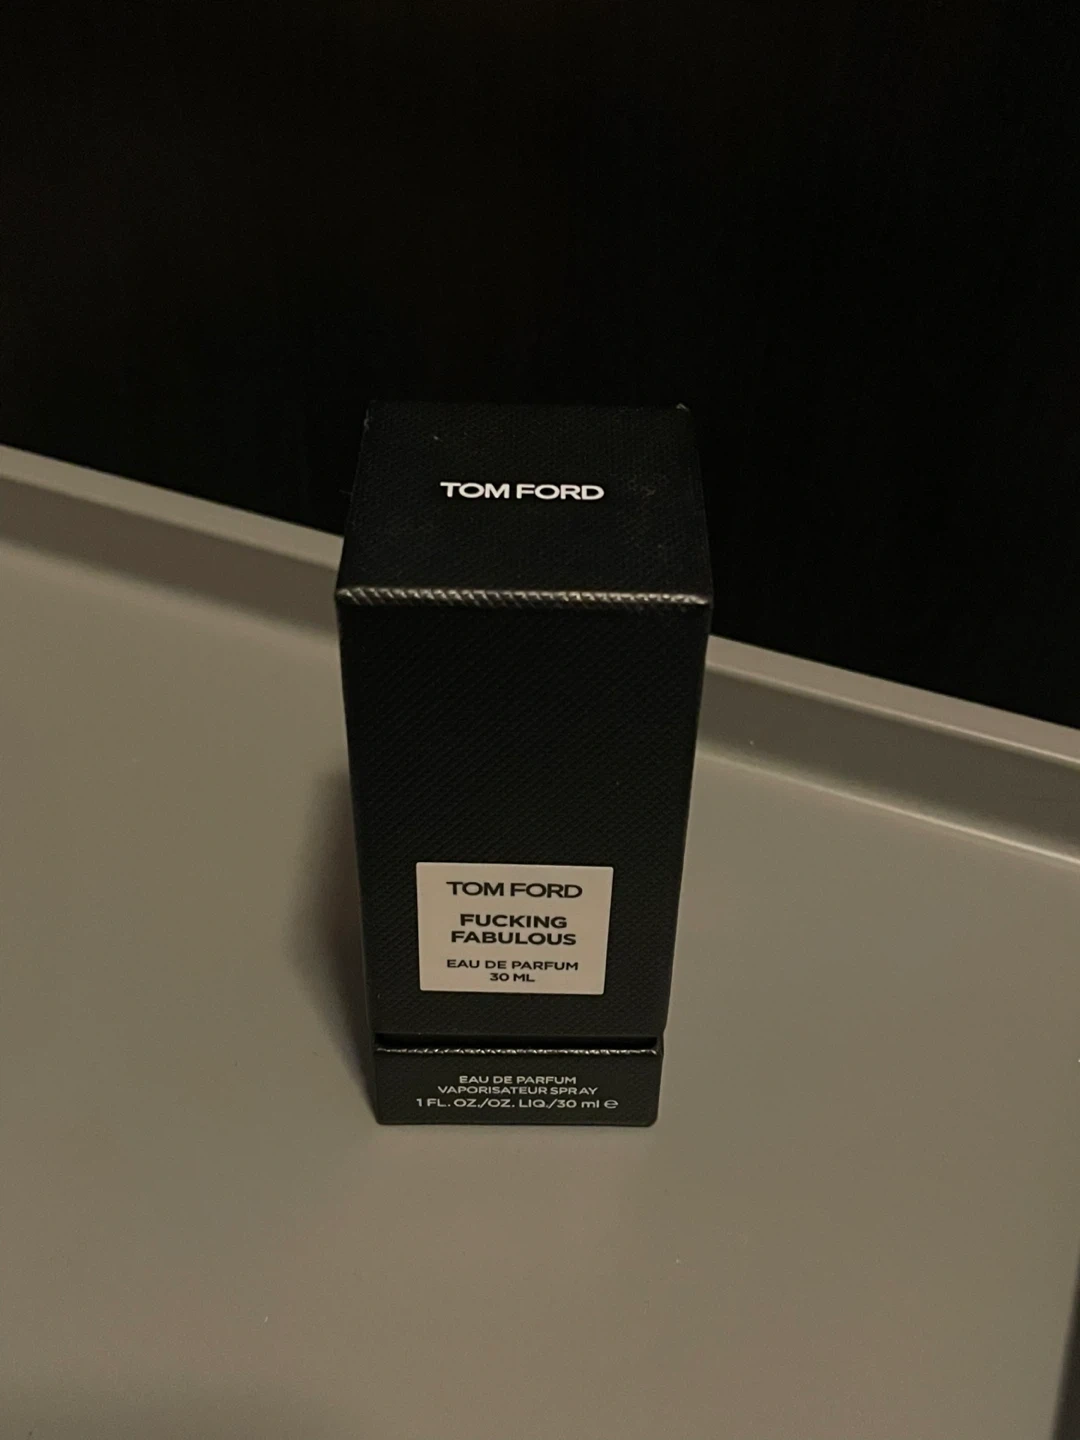 TOM FORD
TOM FORD
FUCKING
FABULOUS
EAU DE PARFUM
30 ML
EAU DE PARFUM
VAPORISATEUR SPRAY
1 FL. OZ./OZ. LIQ./30 ml ℮